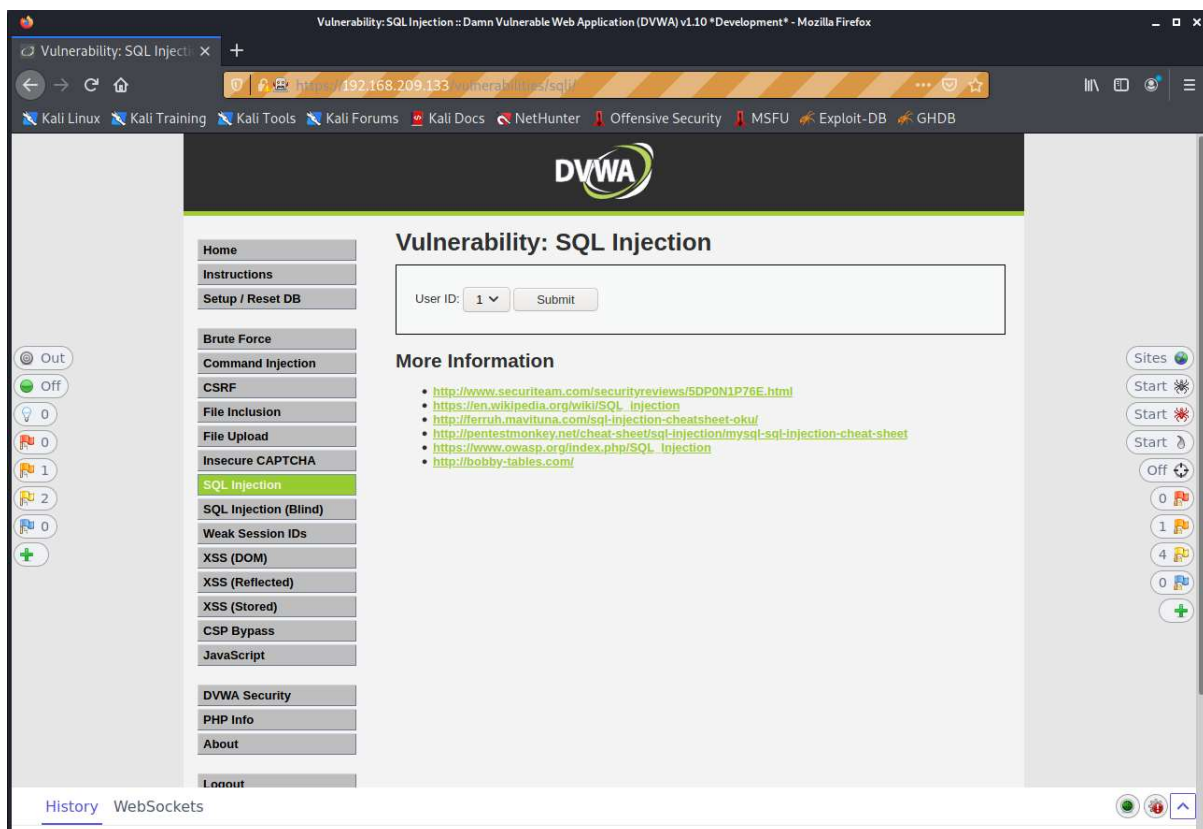 Vulnerability: SQL Injection :: Damn Vulnerable Web Application (DVWA) v1.10 *Development* - Mozilla Firefox
Vulnerability: SQL Injecti
https://192.168.209.133/vulnerabilities/sqli/
Kali Linux Kali Training Kali Tools Kali Forums Kali Docs NetHunter Offensive Security MSFU Exploit-DB GHDB
DVWA
Home
Instructions
Setup / Reset DB
Brute Force
Command Injection
CSRF
File Inclusion
File Upload
Insecure CAPTCHA
SQL Injection
SQL Injection (Blind)
Weak Session IDs
XSS (DOM)
XSS (Reflected)
XSS (Stored)
CSP Bypass
JavaScript
DVWA Security
PHP Info
About
Logout
Vulnerability: SQL Injection
User ID: 1 Submit
More Information
http://www.securiteam.com/securityreviews/5DP0N1P76E.html
https://en.wikipedia.org/wiki/SQL_injection
http://ferruh.mavituna.com/sql-injection-cheatsheet-oku/
http://pentestmonkey.net/cheat-sheet/sql-injection/mysql-sql-injection-cheat-sheet
https://www.owasp.org/index.php/SQL_Injection
http://bobby-tables.com/
Out
Off
0
0
1
2
0
Sites
Start
Start
Start
Off
0
1
4
0
History WebSockets